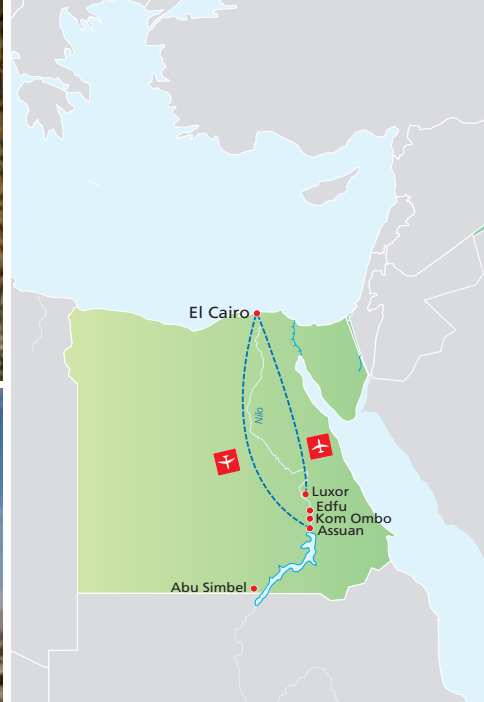 El Cairo
Nilo
Luxor
Edfu
Kom Ombo
Assuan
Abu Simbel